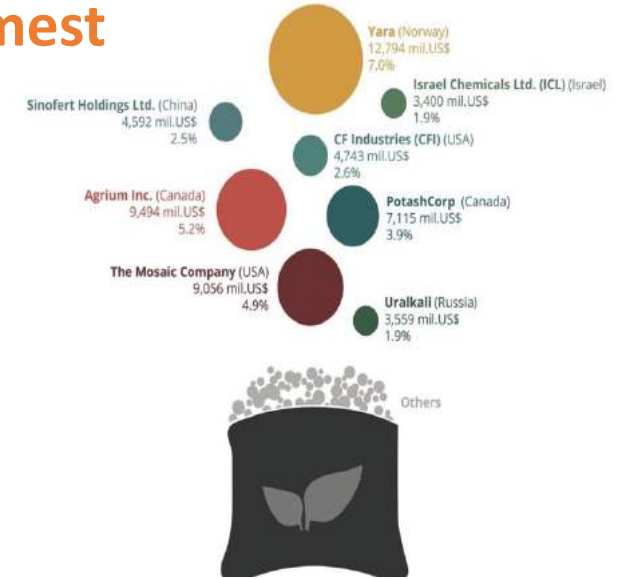 mest
Yara (Norway)
12,794 mil.US$
7.0%
Israel Chemicals Ltd. (ICL) (Israel)
3,400 mil.US$
1.9%
Sinofert Holdings Ltd. (China)
4,592 mil.US$
2.5%
CF Industries (CFI) (USA)
4,743 mil.US$
2.6%
Agrium Inc. (Canada)
9,494 mil.US$
5.2%
PotashCorp (Canada)
7,115 mil.US$
3.9%
The Mosaic Company (USA)
9,056 mil.US$
4.9%
Uralkali (Russia)
3,559 mil.US$
1.9%
Others